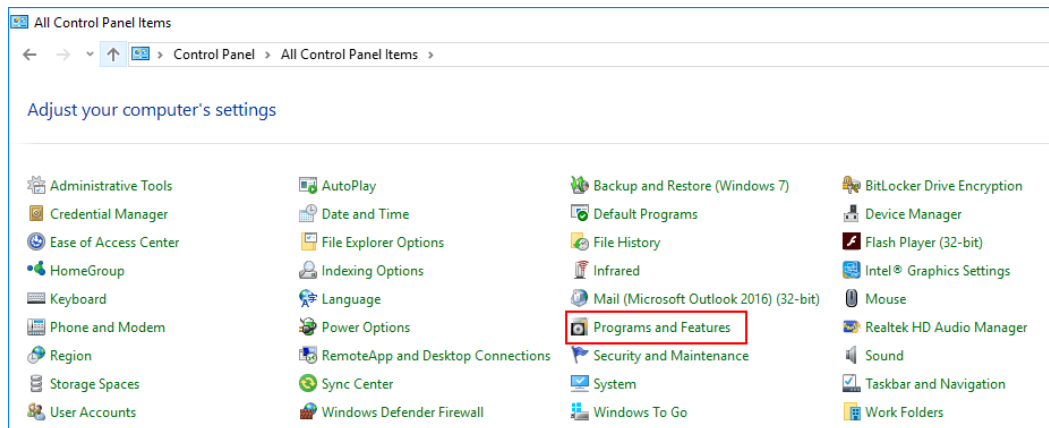 All Control Panel Items
Control Panel > All Control Panel Items >
Adjust your computer's settings
Administrative Tools AutoPlay Backup and Restore (Windows 7) BitLocker Drive Encryption
Credential Manager Date and Time Default Programs Device Manager
Ease of Access Center File Explorer Options File History Flash Player (32-bit)
HomeGroup Indexing Options Infrared Intel® Graphics Settings
Keyboard Language Mail (Microsoft Outlook 2016) (32-bit) Mouse
Phone and Modem Power Options Programs and Features Realtek HD Audio Manager
Region RemoteApp and Desktop Connections Security and Maintenance Sound
Storage Spaces Sync Center System Taskbar and Navigation
User Accounts Windows Defender Firewall Windows To Go Work Folders